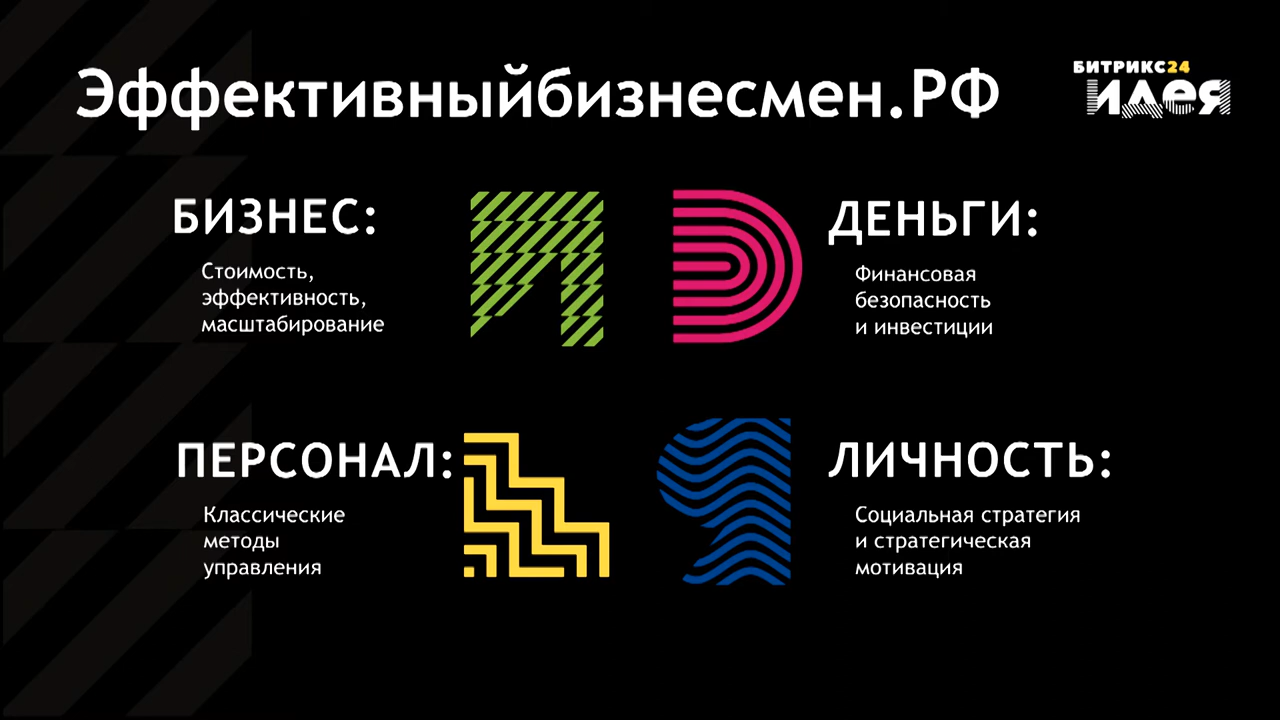 Эффективныйбизнесмен.РФ
БИТРИКС24
идея
БИЗНЕС:
Стоимость,
эффективность,
масштабирование
ДЕНЬГИ:
Финансовая
безопасность
и инвестиции
ПЕРСОНАЛ:
Классические
методы
управления
ЛИЧНОСТЬ:
Социальная стратегия
и стратегическая
мотивация